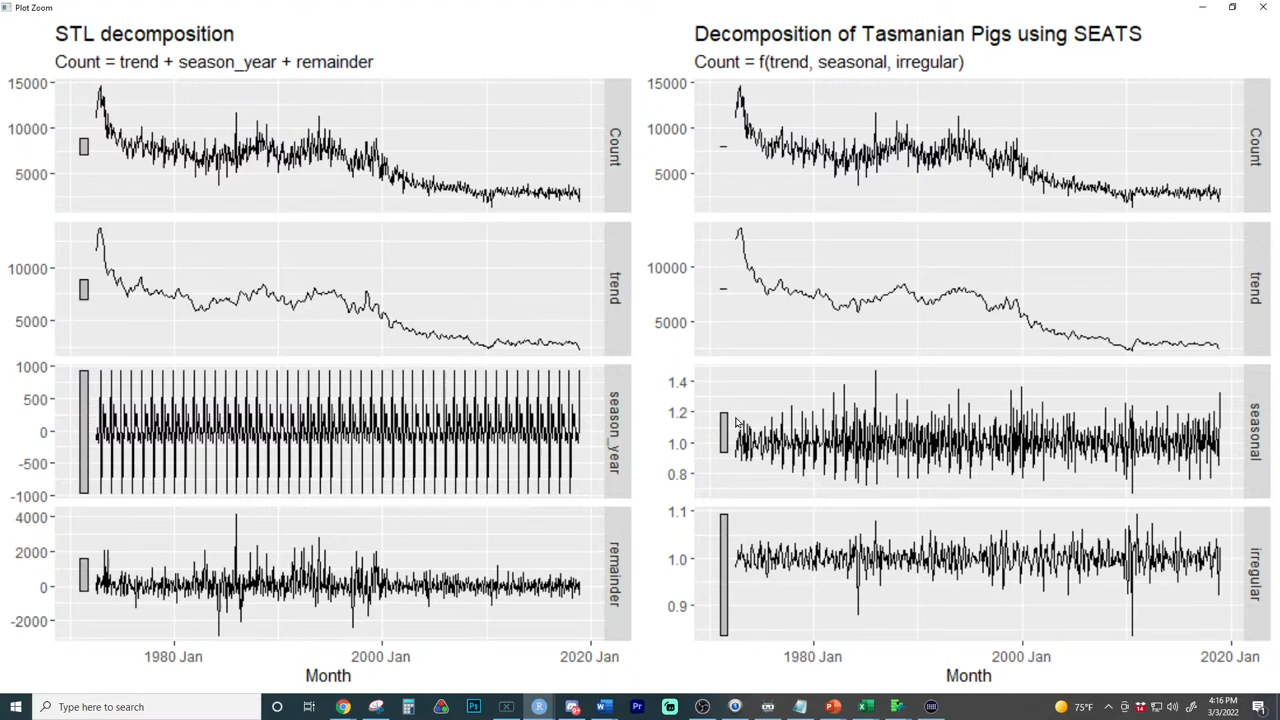 Plot Zoom
STL decomposition
Count = trend + season_year + remainder
15000
10000
5000
Count
10000
5000
trend
1000
500
0
-500
-1000
season_year
4000
2000
0
-2000
remainder
1980 Jan
2000 Jan
2020 Jan
Month
Decomposition of Tasmanian Pigs using SEATS
Count = f(trend, seasonal, irregular)
15000
10000
5000
Count
10000
5000
trend
1.4
1.2
1.0
0.8
seasonal
1.1
1.0
0.9
irregular
1980 Jan
2000 Jan
2020 Jan
Month
Type here to search
75°F
4:16 PM
3/3/2022